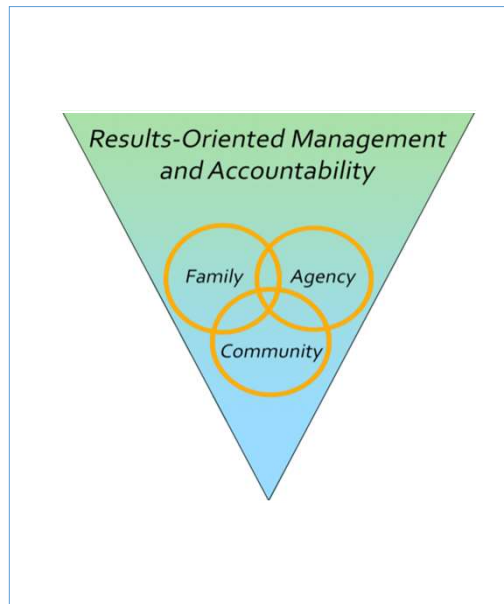 Results-Oriented Management
and Accountability
Family
Agency
Community